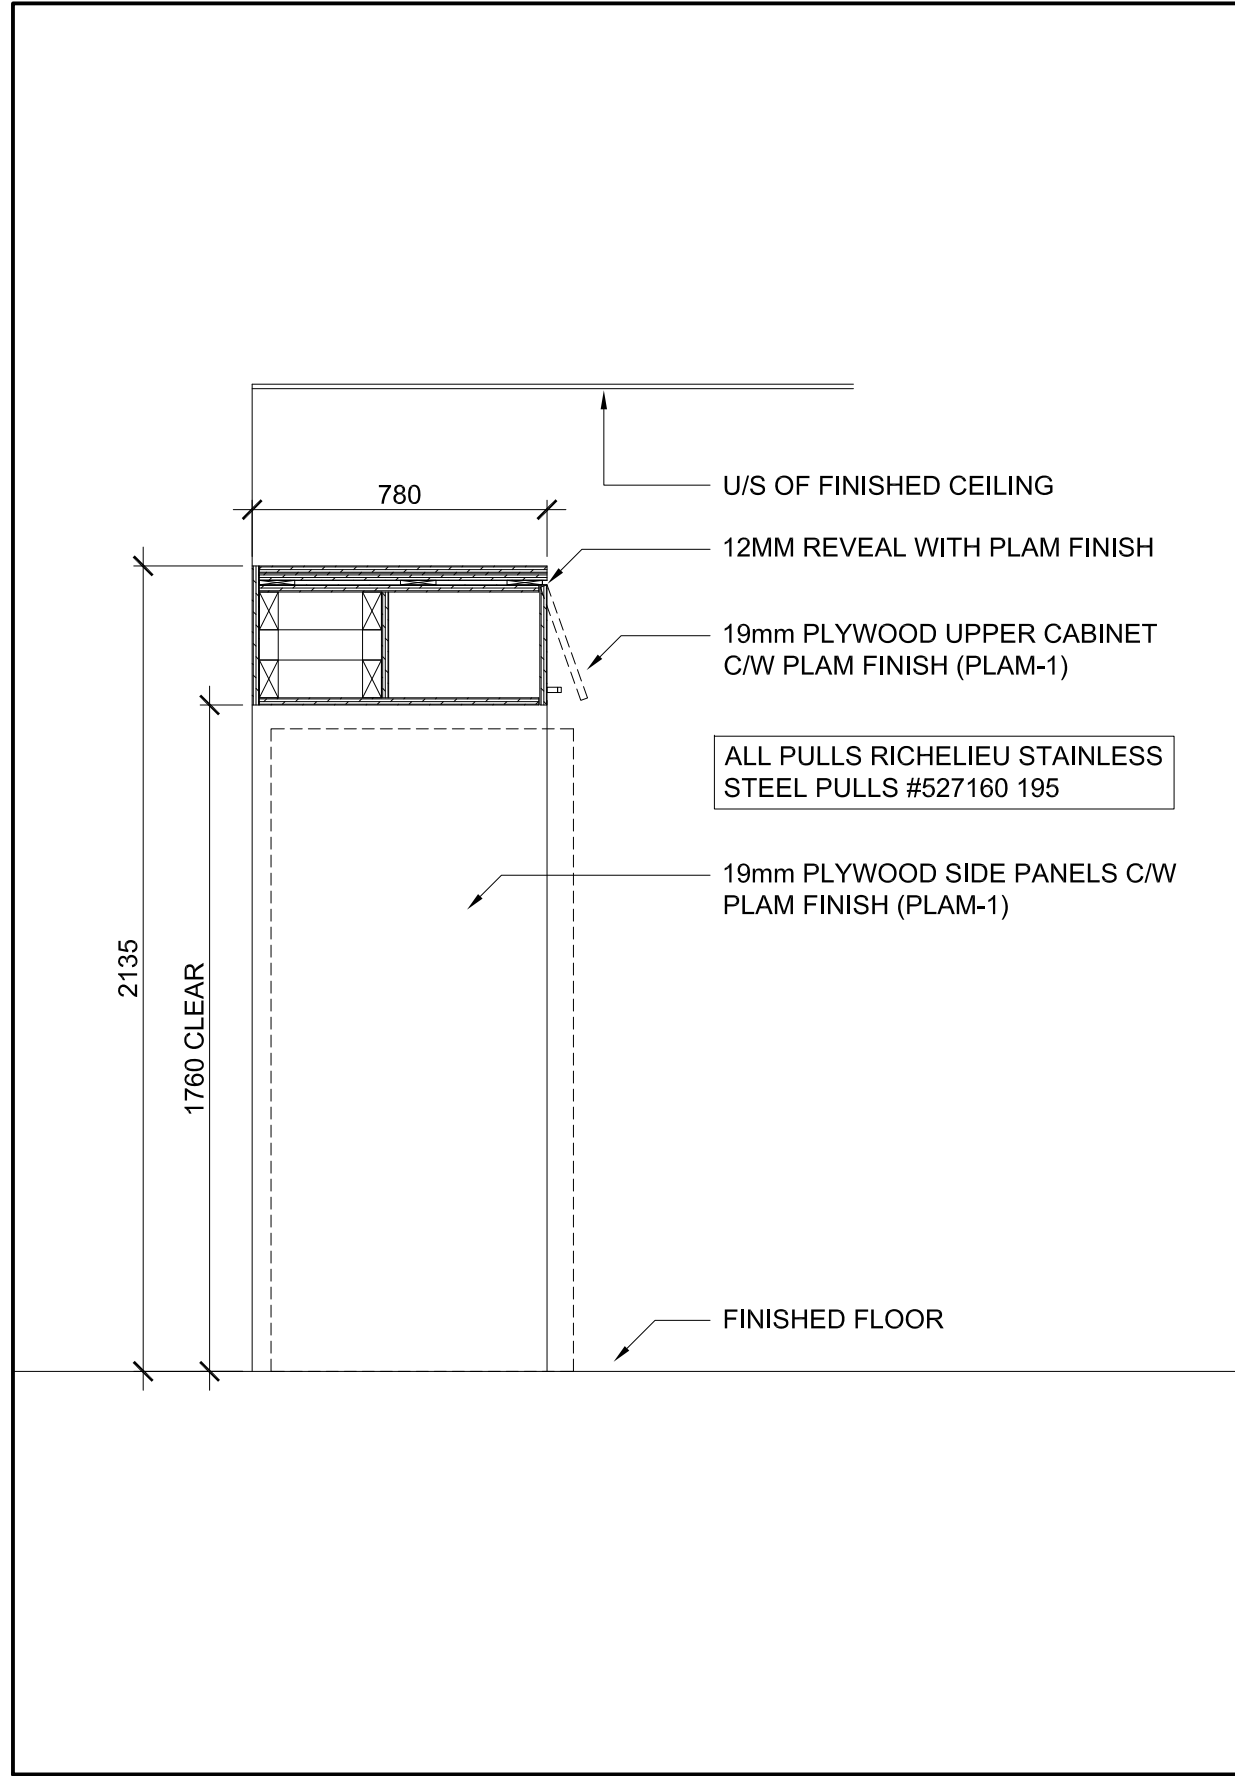 U/S OF FINISHED CEILING
780
12MM REVEAL WITH PLAM FINISH
19mm PLYWOOD UPPER CABINET
C/W PLAM FINISH (PLAM-1)
ALL PULLS RICHELIEU STAINLESS
STEEL PULLS #527160 195
19mm PLYWOOD SIDE PANELS C/W
PLAM FINISH (PLAM-1)
2135
1760 CLEAR
FINISHED FLOOR